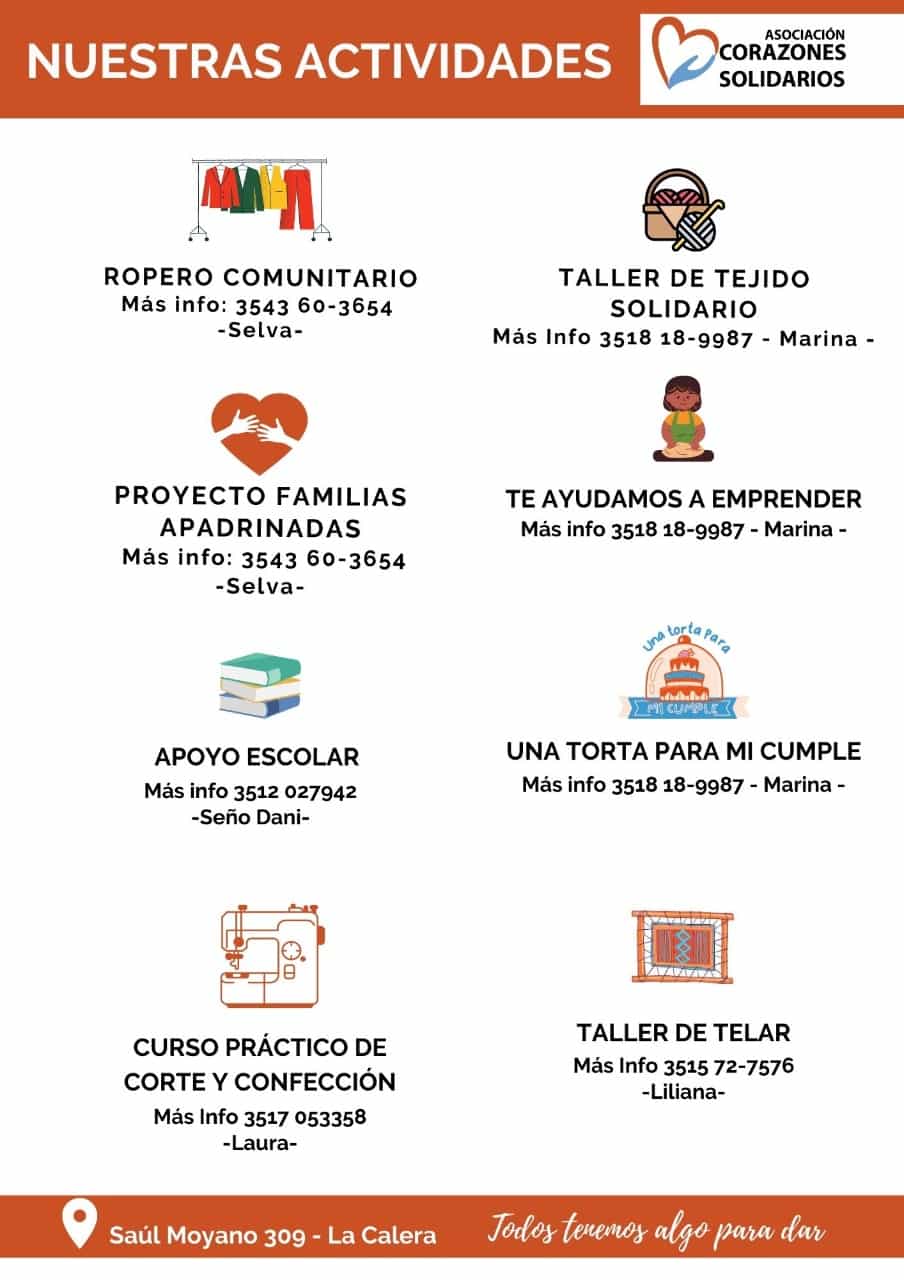 NUESTRAS ACTIVIDADES
ASOCIACIÓN
CORAZONES
SOLIDARIOS
ROPERO COMUNITARIO
Más info: 3543 60-3654
-Selva-
TALLER DE TEJIDO
SOLIDARIO
Más Info 3518 18-9987 - Marina -
PROYECTO FAMILIAS
APADRINADAS
Más info: 3543 60-3654
-Selva-
TE AYUDAMOS A EMPRENDER
Más info 3518 18-9987 - Marina -
APOYO ESCOLAR
Más info 3512 027942
-Seño Dani-
Una torta para
MI CUMPLE
UNA TORTA PARA MI CUMPLE
Más info 3518 18-9987 - Marina -
CURSO PRÁCTICO DE
CORTE Y CONFECCIÓN
Más Info 3517 053358
-Laura-
TALLER DE TELAR
Más Info 3515 72-7576
-Liliana-
Saúl Moyano 309 - La Calera
Todos tenemos algo para dar